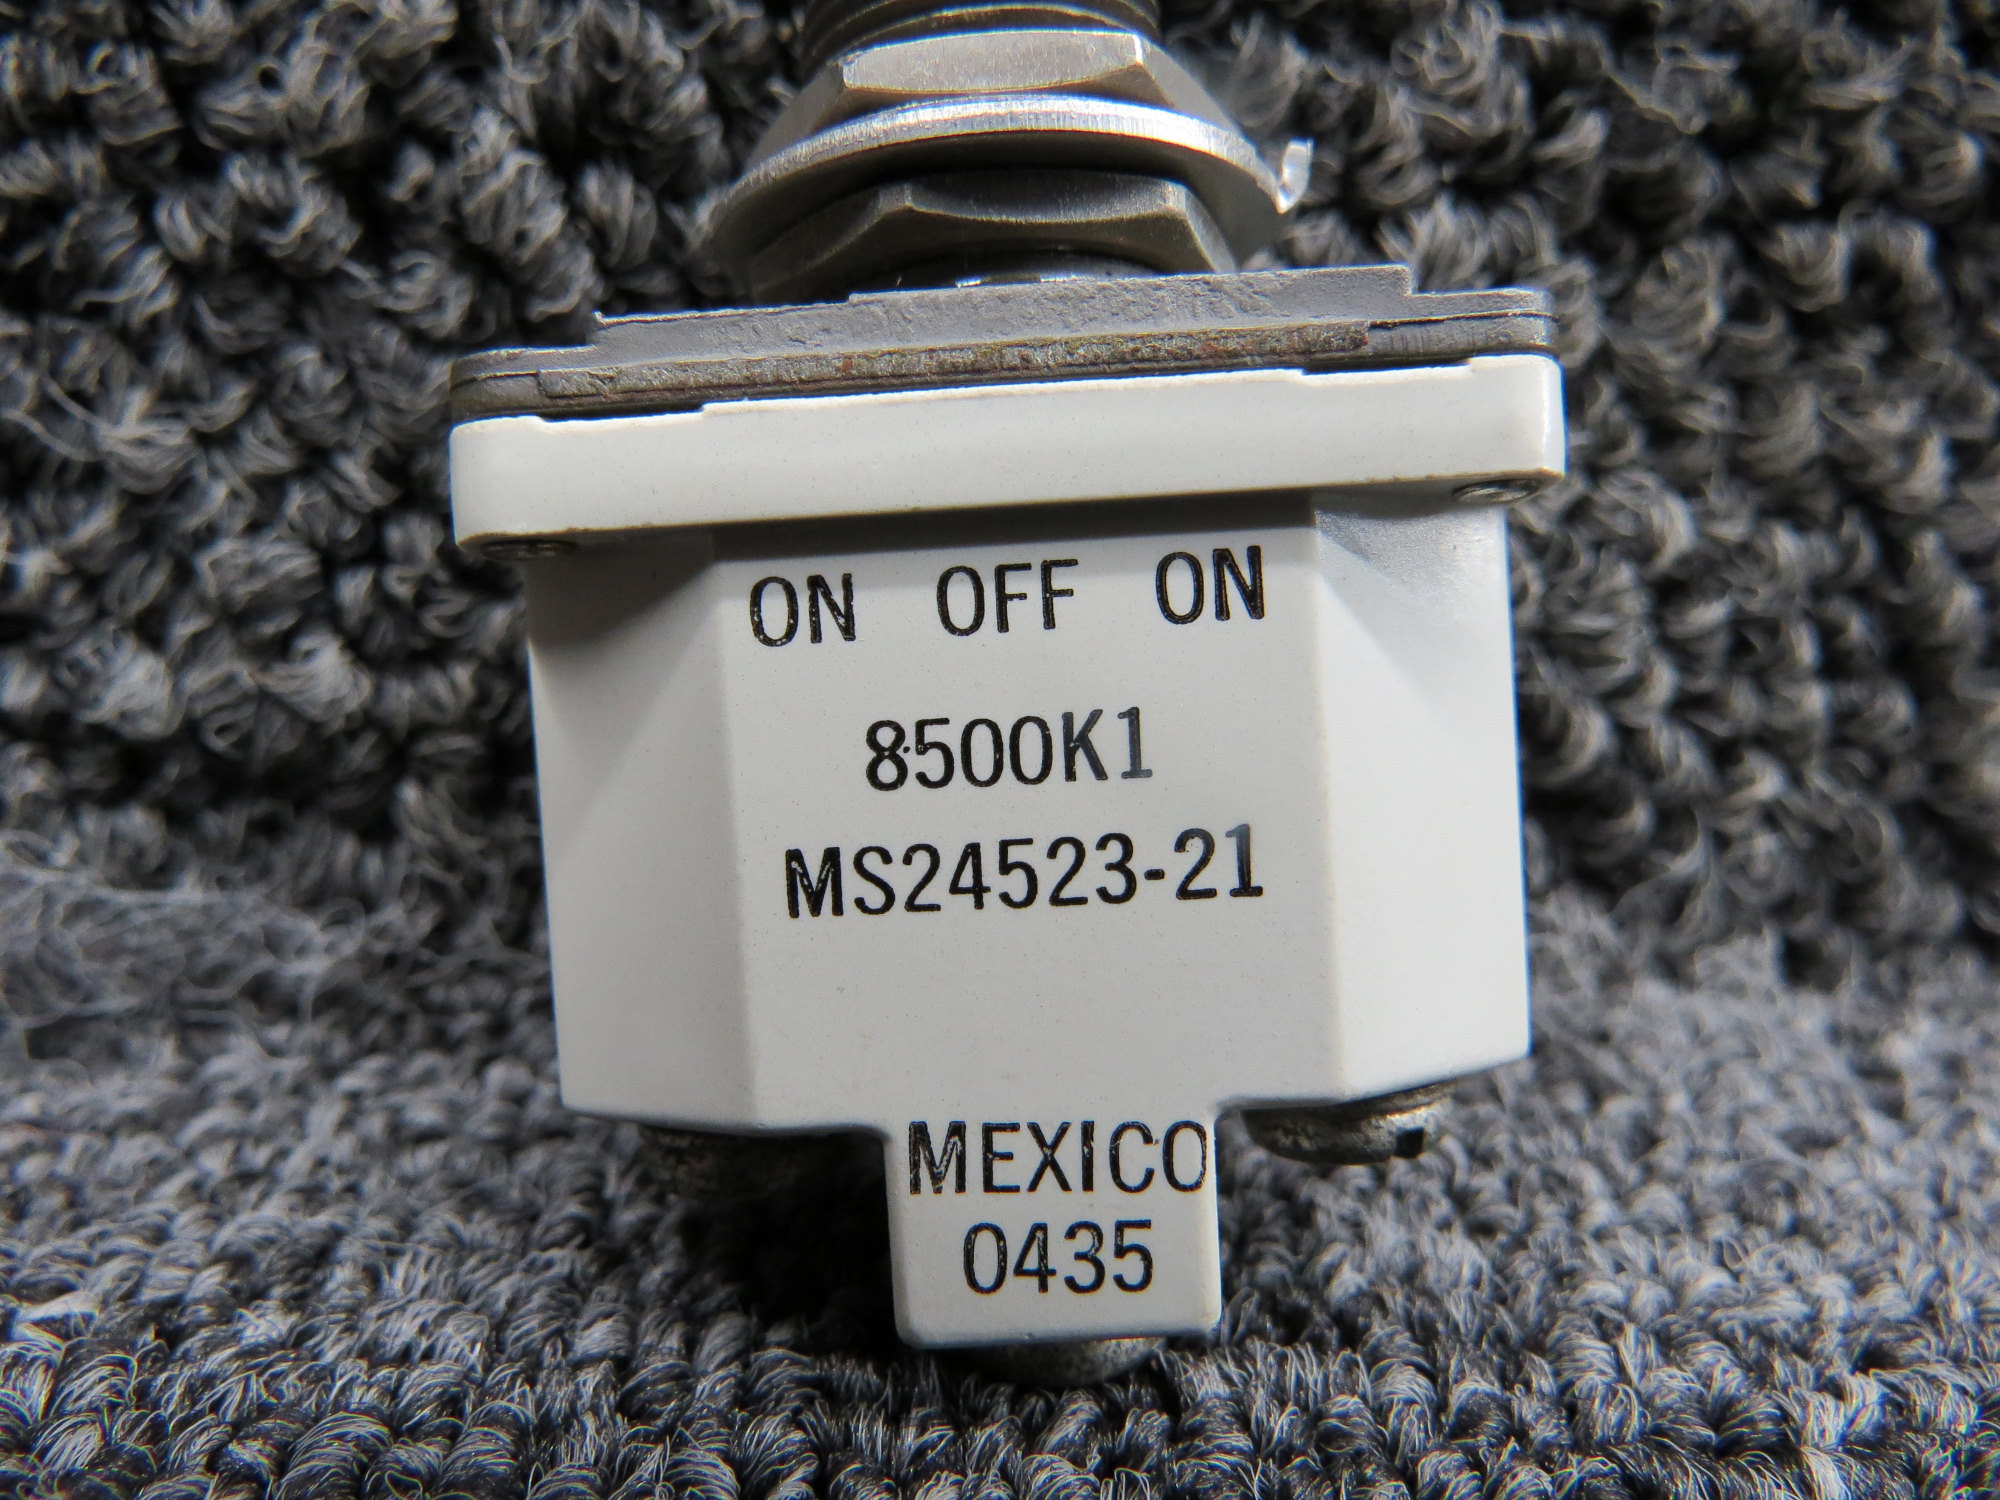 ON OFF ON
8500K1
MS24523-21
MEXICO
0435